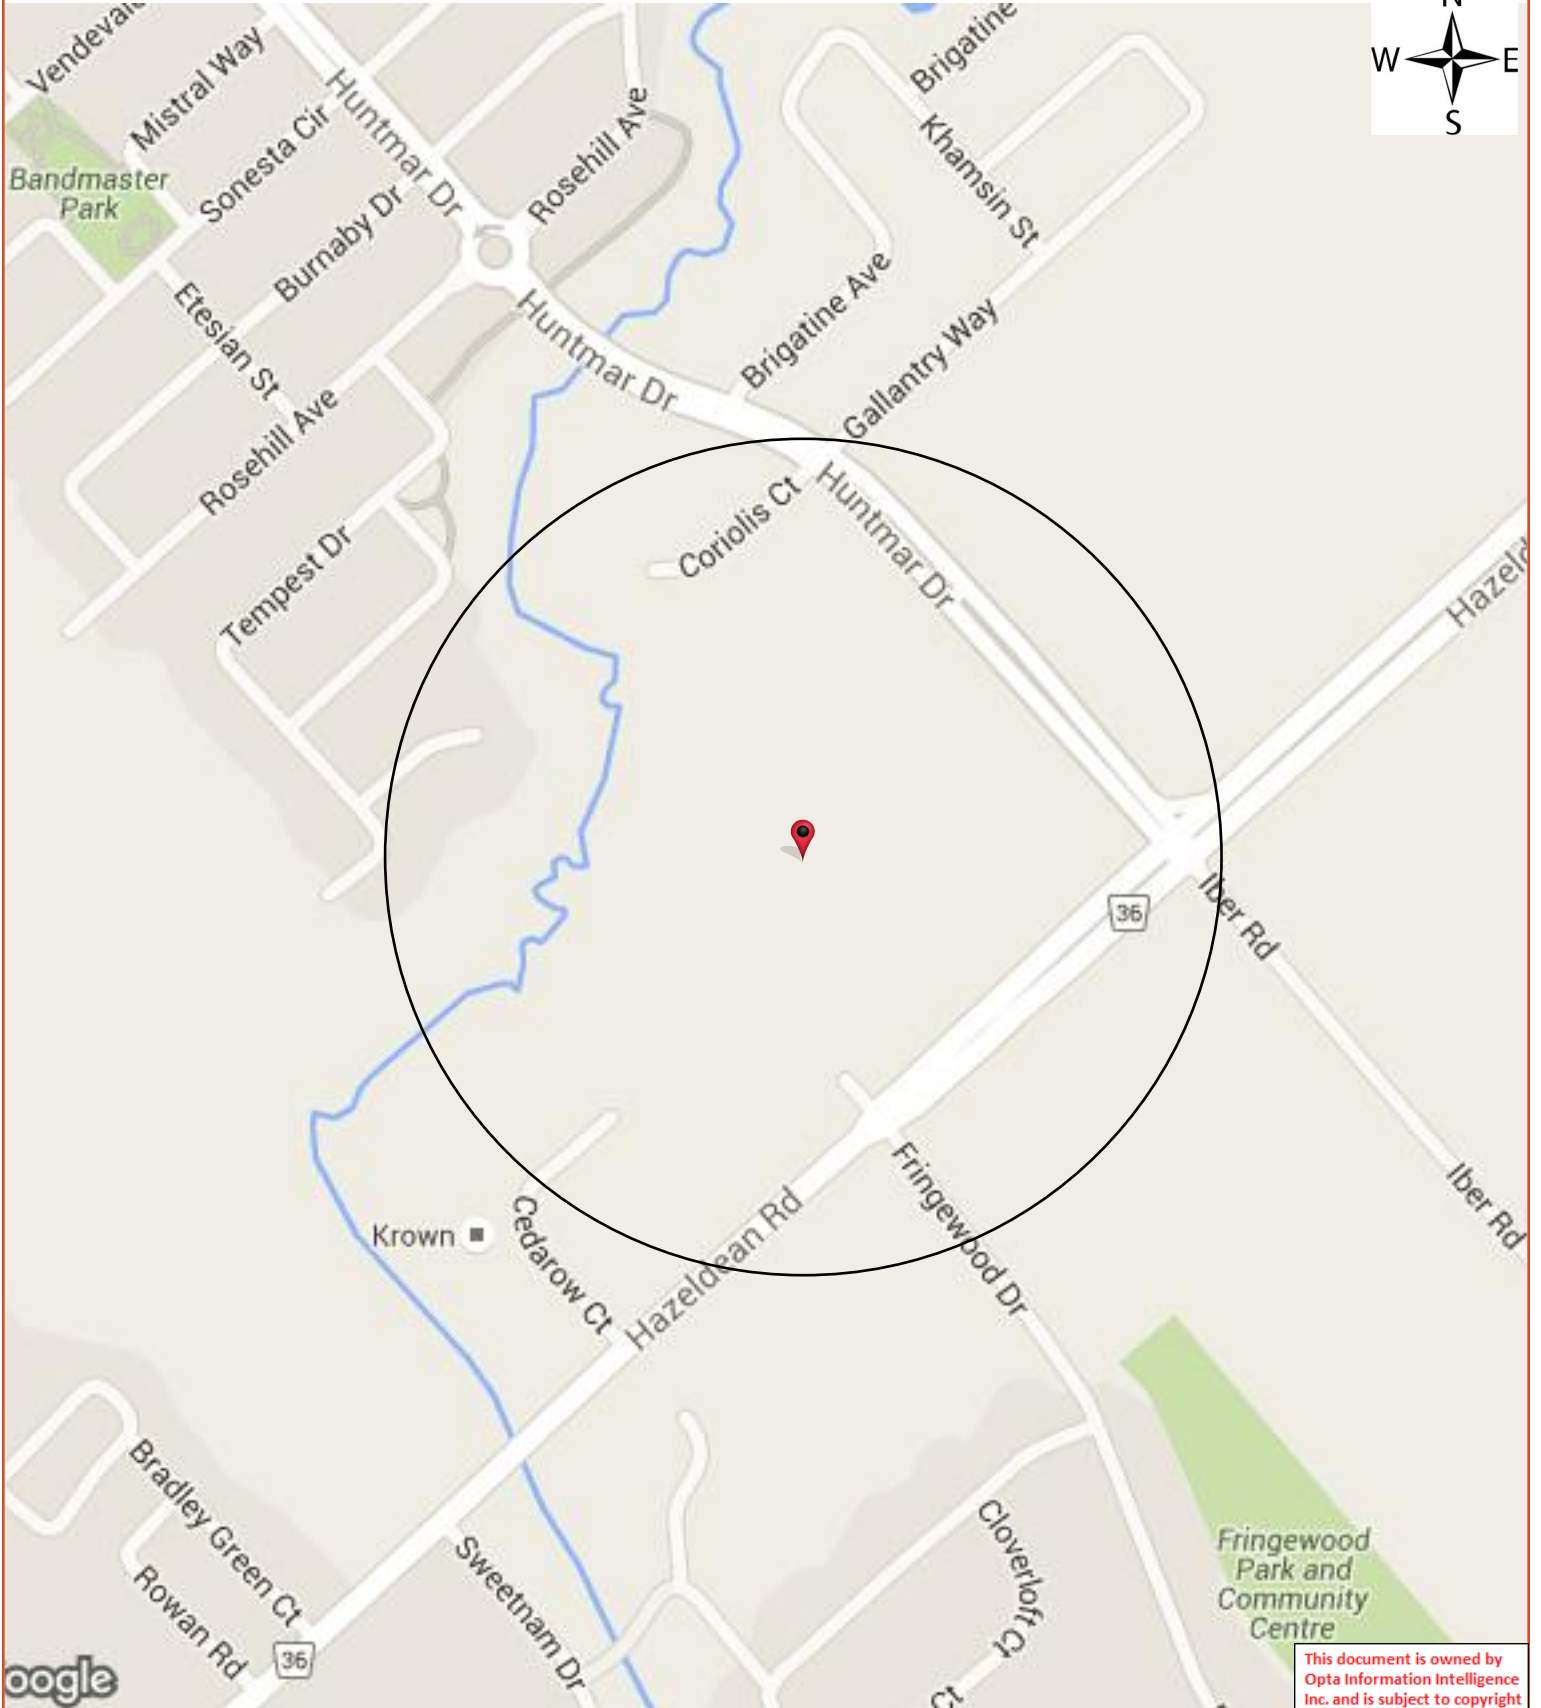 N
W E
S
Vendevale
Mistral Way
Huntmar Dr
Sonesta Cir
Rosehill Ave
Brigatine
Khamsin St
Bandmaster
Park
Burnaby Dr
Etesian St
Huntmar Dr
Brigatine Ave
Gallantry Way
Rosehill Ave
Tempest Dr
Coriolis Ct
Huntmar Dr
Hazeld
36
Iber Rd
Iber Rd
Fringewood Dr
Hazeldean Rd
Krown
Cedarow Ct
Bradley Green Ct
Rowan Rd
36
Sweetnam Dr
Cloverloft Ct
Ct
Fringewood
Park and
Community
Centre
oogle
This document is owned by
Opta Information Intelligence
Inc. and is subject to copyright